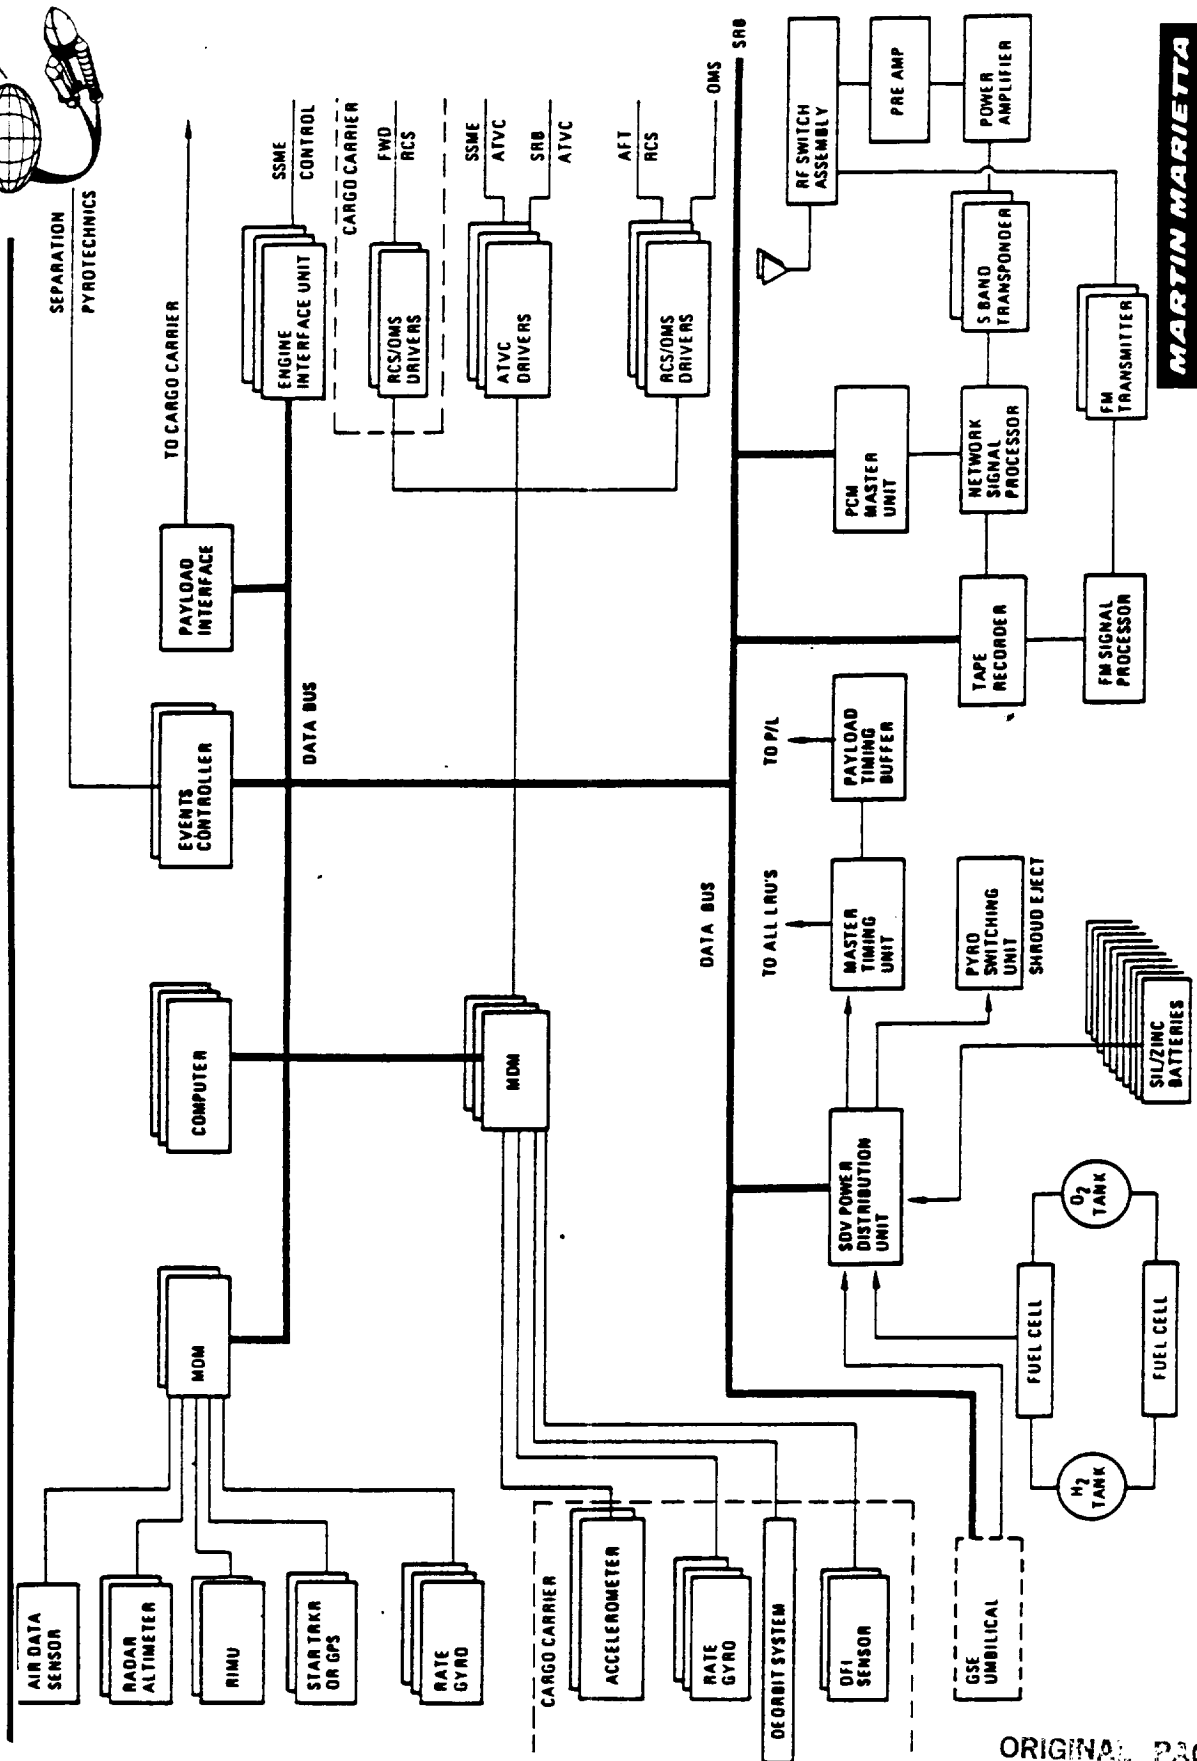 SEPARATION
PYROTECHNICS
TO CARGO CARRIER
AIR DATA
SENSOR
RADAR
ALTIMETER
RIMU
STAR TRKR
OR GPS
RATE
GYRO
MDM
COMPUTER
EVENTS
CONTROLLER
PAYLOAD
INTERFACE
DATA BUS
ENGINE
INTERFACE UNIT
SSME
CONTROL
CARGO CARRIER
RCS/OMS
DRIVERS
FWD
RCS
MDM
ATVC
DRIVERS
SSME
ATVC
SRB
ATVC
RCS/OMS
DRIVERS
AFT
RCS
OMS
CARGO CARRIER
ACCELEROMETER
RATE
GYRO
DEORBIT SYSTEM
DFI
SENSOR
DATA BUS
SRB
GSE
UMBILICAL
SDV POWER
DISTRIBUTION
UNIT
TO ALL LRU'S
MASTER
TIMING
UNIT
TO P/L
PAYLOAD
TIMING
BUFFER
PYRO
SWITCHING
UNIT
SHROUD EJECT
SIL/ZINC
BATTERIES
FUEL CELL
O2
TANK
H2
TANK
FUEL CELL
PCM
MASTER
UNIT
TAPE
RECORDER
NETWORK
SIGNAL
PROCESSOR
FM SIGNAL
PROCESSOR
FM
TRANSMITTER
S BAND
TRANSPONDER
RF SWITCH
ASSEMBLY
PRE AMP
POWER
AMPLIFIER
MARTIN MARIETTA
ORIGINAL